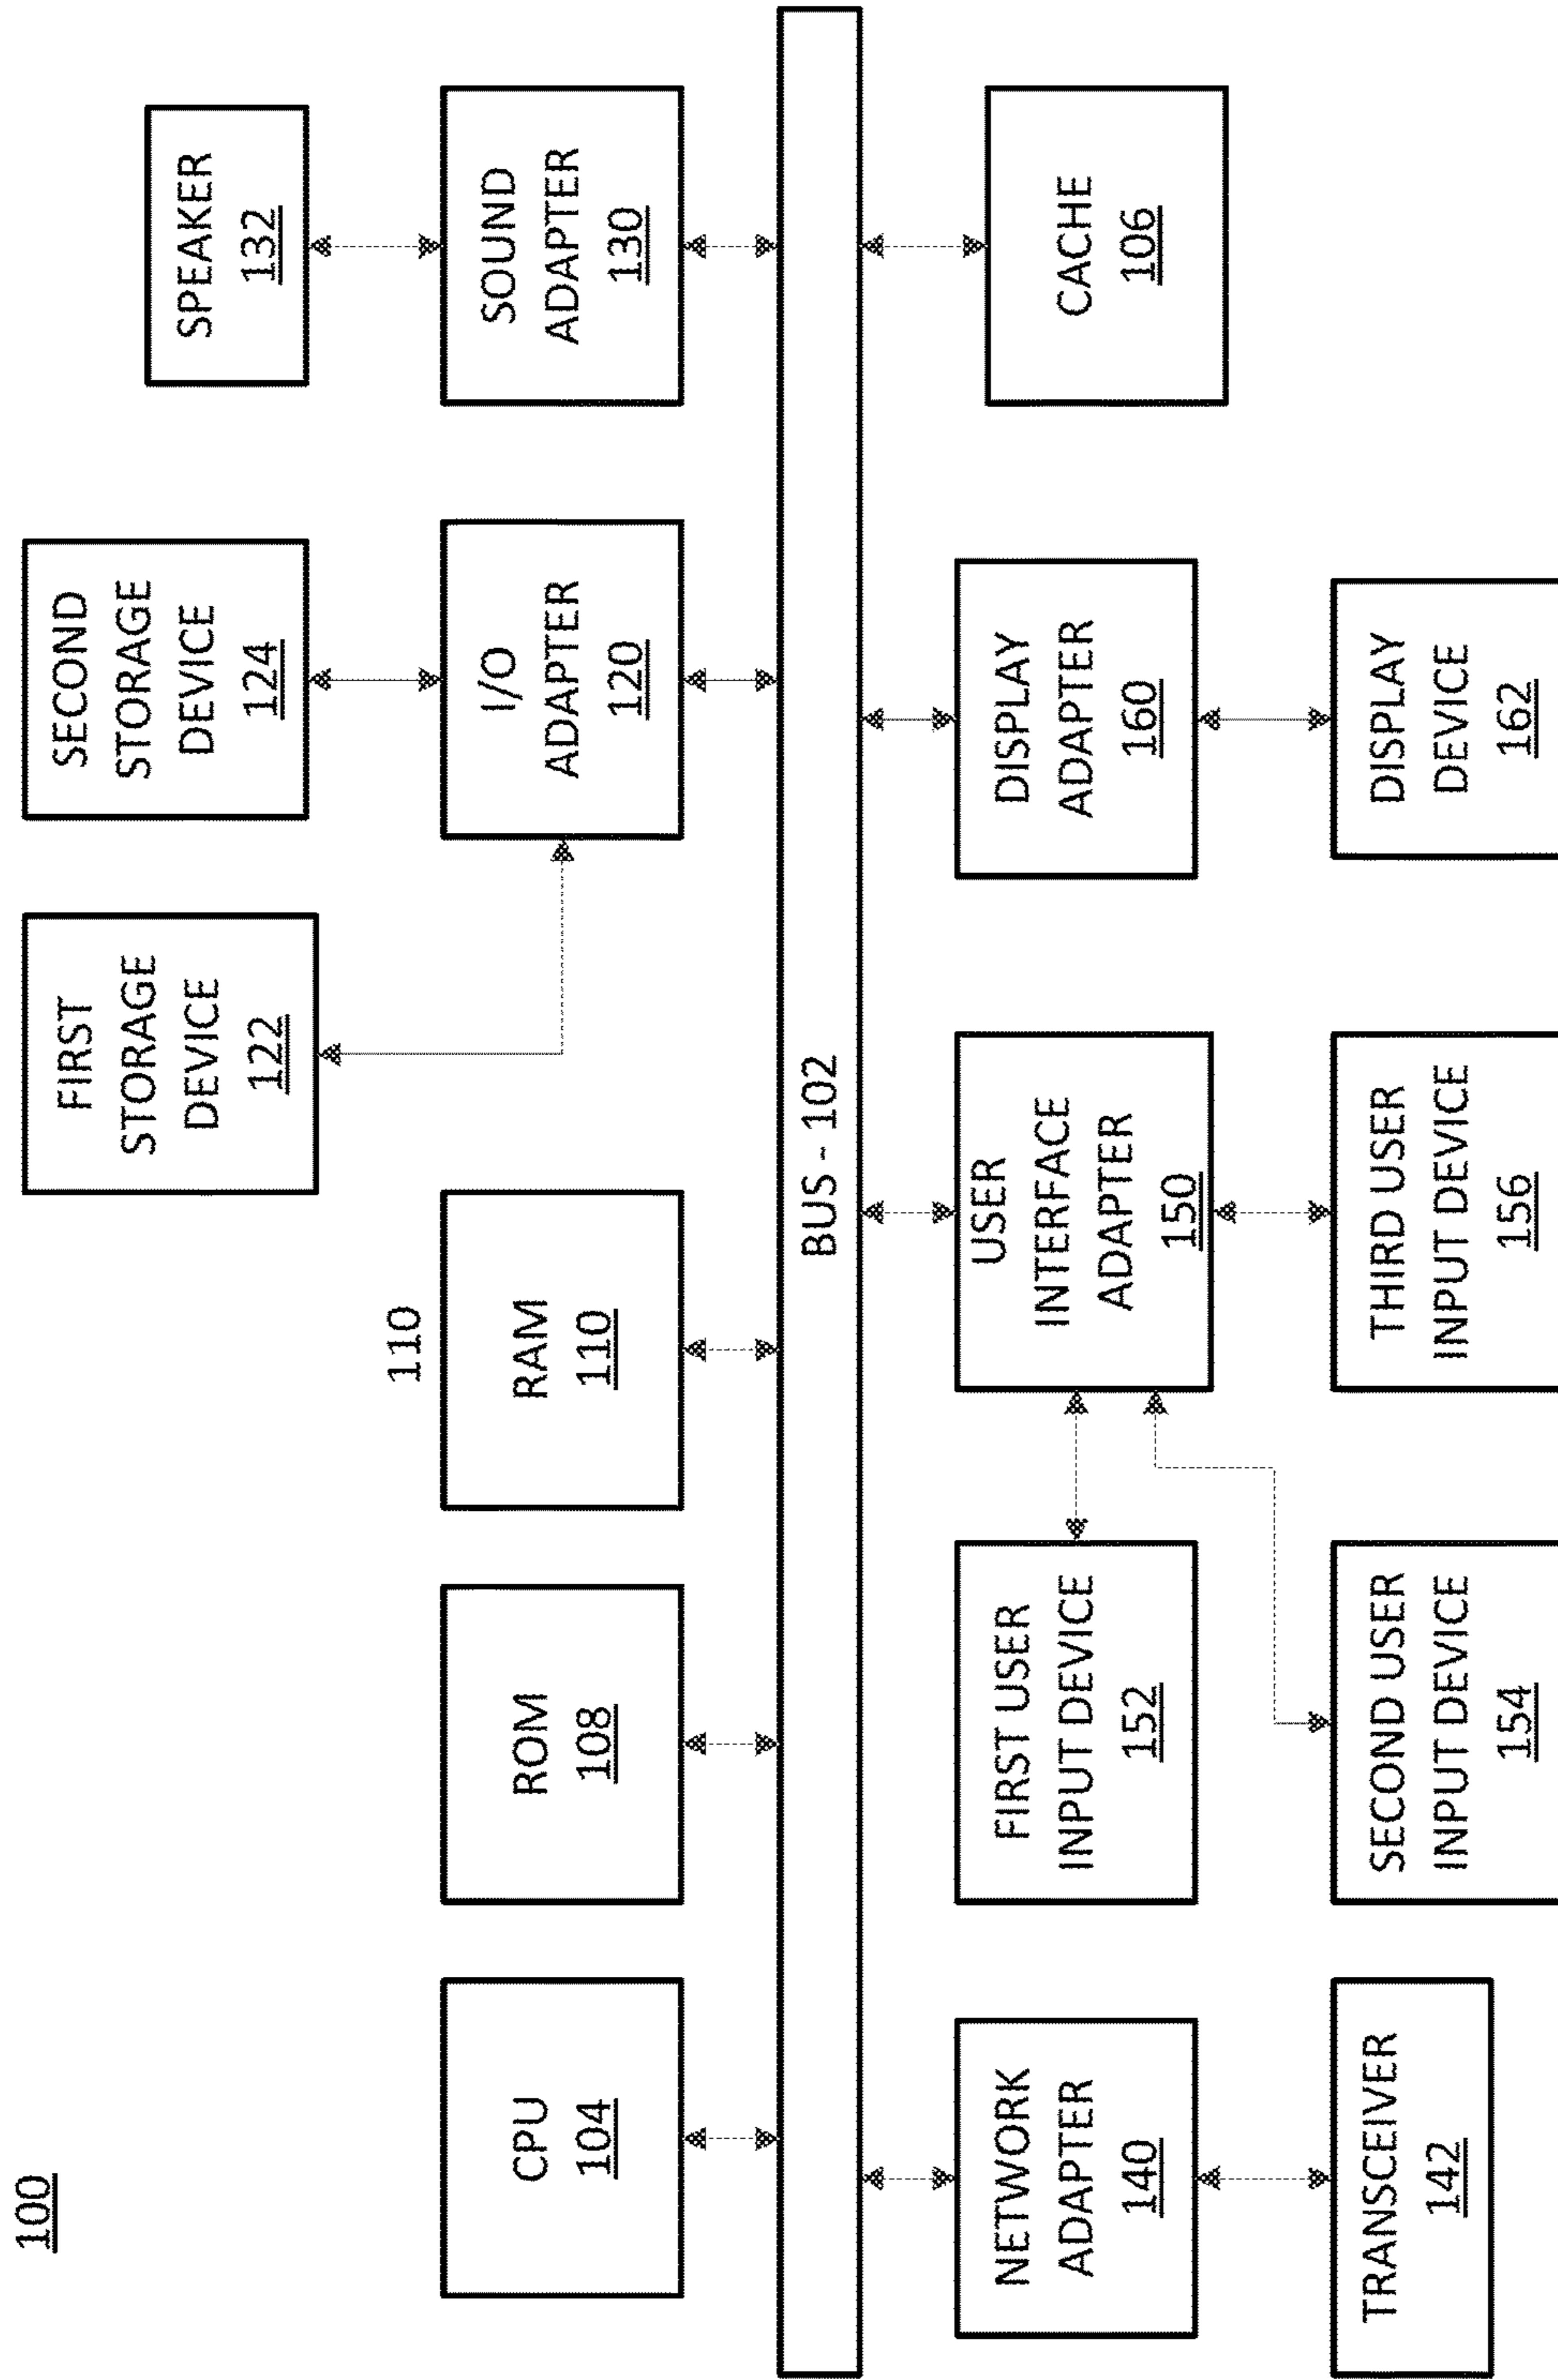 100
FIRST
STORAGE
DEVICE
122
SECOND
STORAGE
DEVICE
124
SPEAKER
132
110
CPU
104
ROM
108
RAM
110
I/O
ADAPTER
120
SOUND
ADAPTER
130
BUS - 102
NETWORK
ADAPTER
140
FIRST USER
INPUT DEVICE
152
USER
INTERFACE
ADAPTER
150
DISPLAY
ADAPTER
160
CACHE
106
TRANSCEIVER
142
SECOND USER
INPUT DEVICE
154
THIRD USER
INPUT DEVICE
156
DISPLAY
DEVICE
162